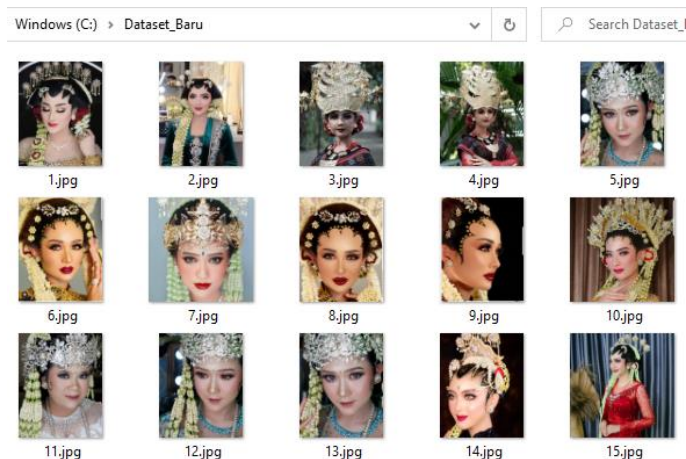 Windows (C:) > Dataset_Baru
Search Dataset_
1.jpg 2.jpg 3.jpg 4.jpg 5.jpg
6.jpg 7.jpg 8.jpg 9.jpg 10.jpg
11.jpg 12.jpg 13.jpg 14.jpg 15.jpg